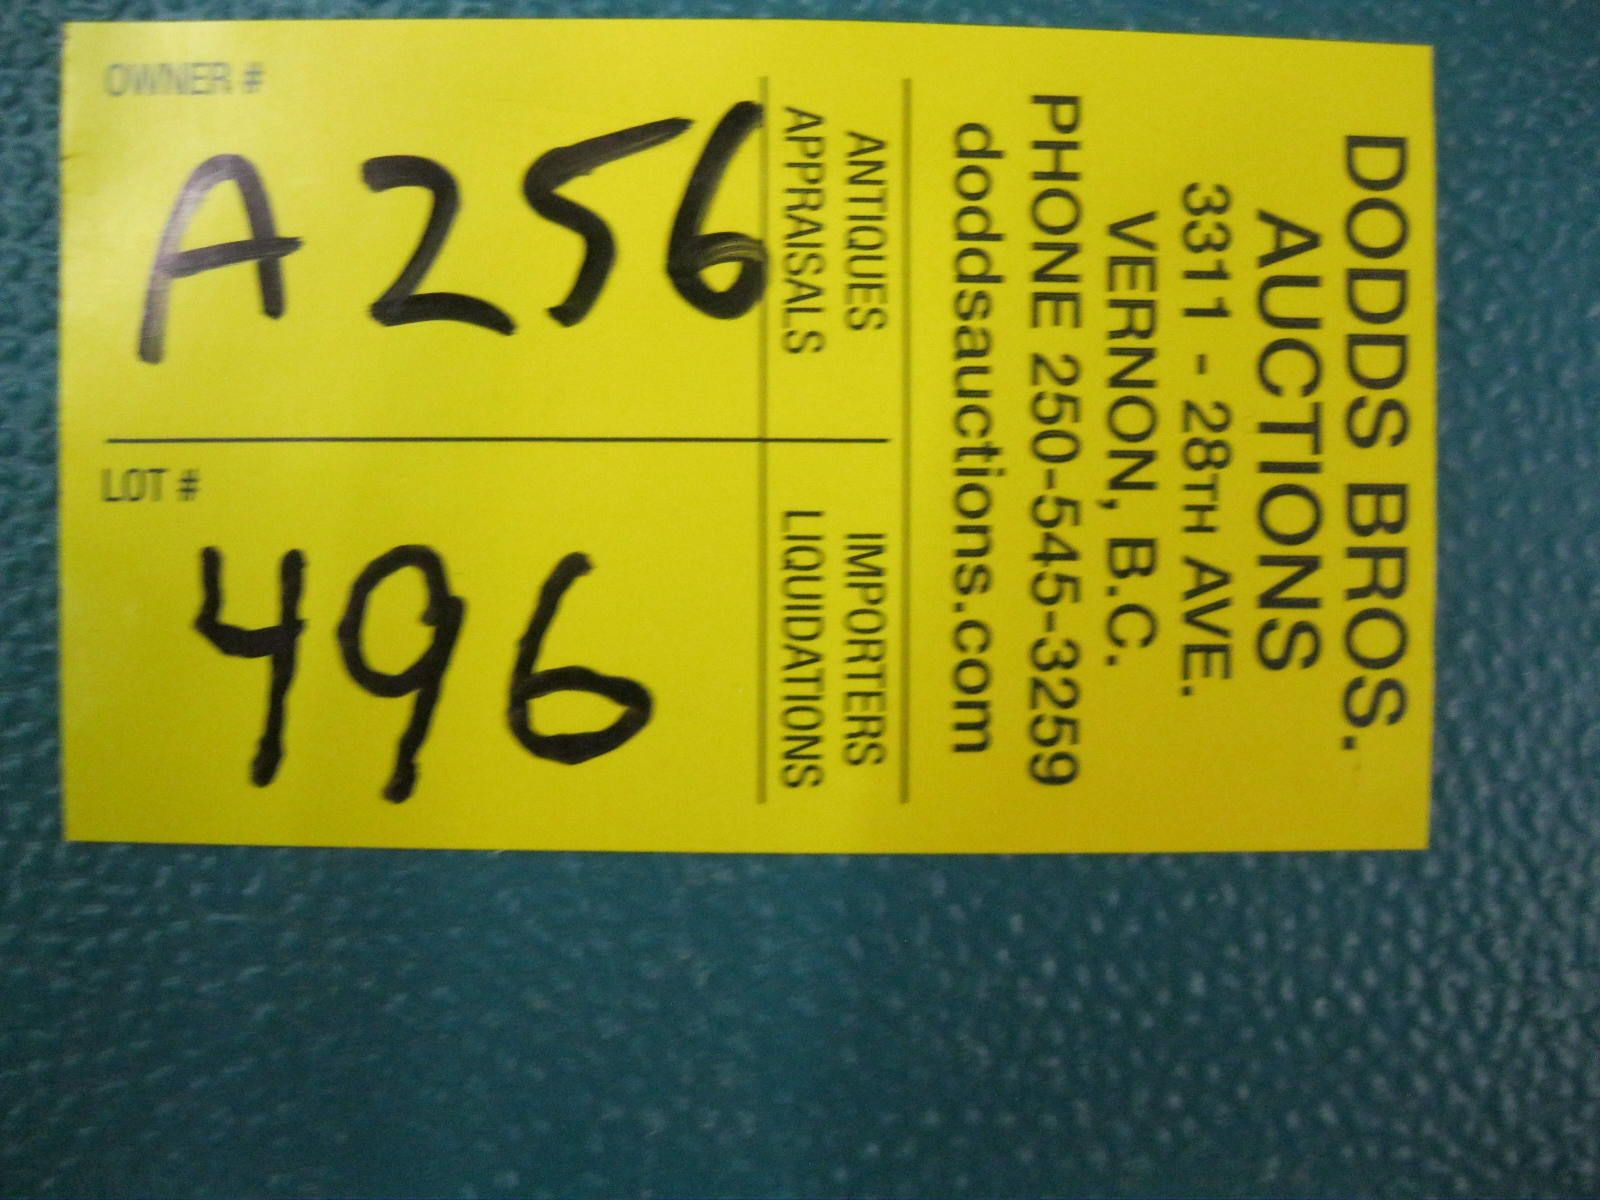 DODDS BROS.
AUCTIONS
3311 - 28TH AVE.
VERNON, B.C.
PHONE 250-545-3259
doddsauctions.com
ANTIQUES IMPORTERS
APPRAISALS LIQUIDATIONS
OWNER #
A256
LOT #
496